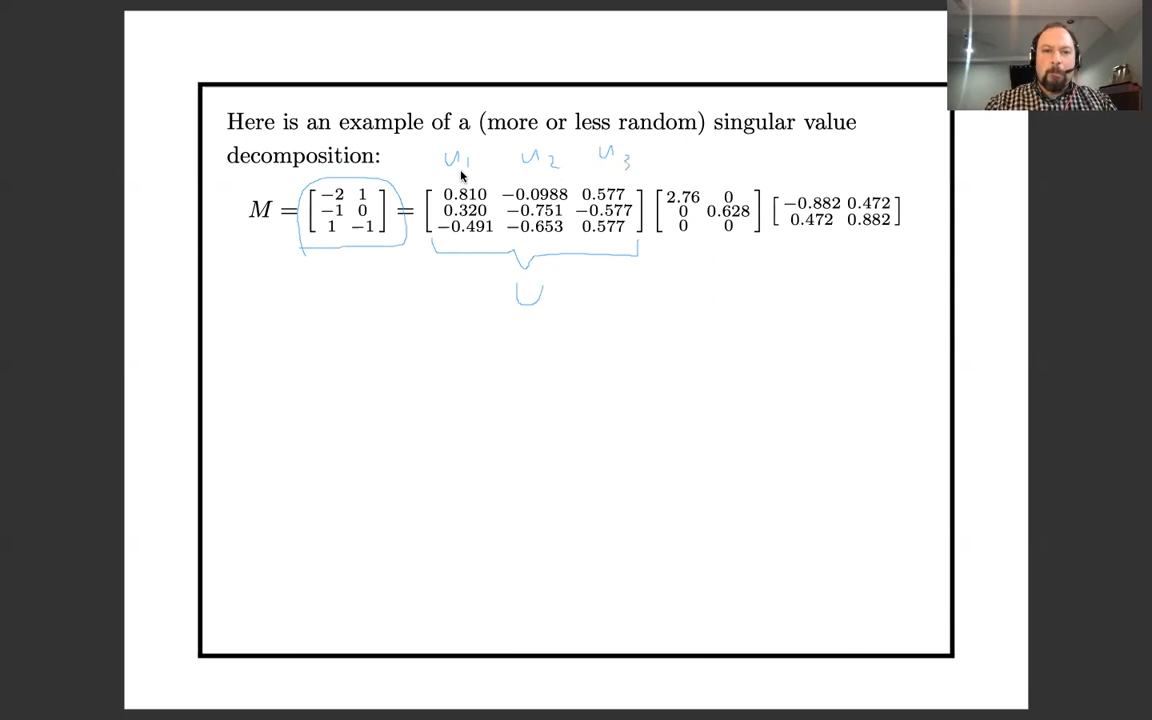 Here is an example of a (more or less random) singular value
decomposition:
u₁ u₂ u₃
M = [ −2 1 ] = [ 0.810 −0.0988 0.577 ] [ 2.76 0 ] [ −0.882 0.472 ]
[ −1 0 ] [ 0.320 −0.751 −0.577 ] [ 0 0.628 ] [ 0.472 0.882 ]
[ 1 −1 ] [ −0.491 −0.653 0.577 ] [ 0 0 ]
U